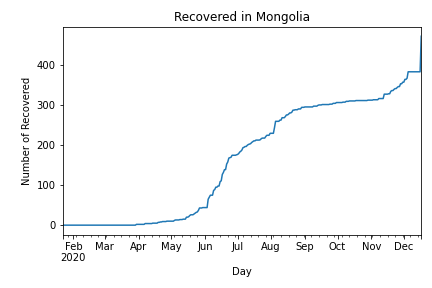 Recovered in Mongolia
Number of Recovered
400
300
200
100
0
Feb Mar Apr May Jun Jul Aug Sep Oct Nov Dec
2020
Day